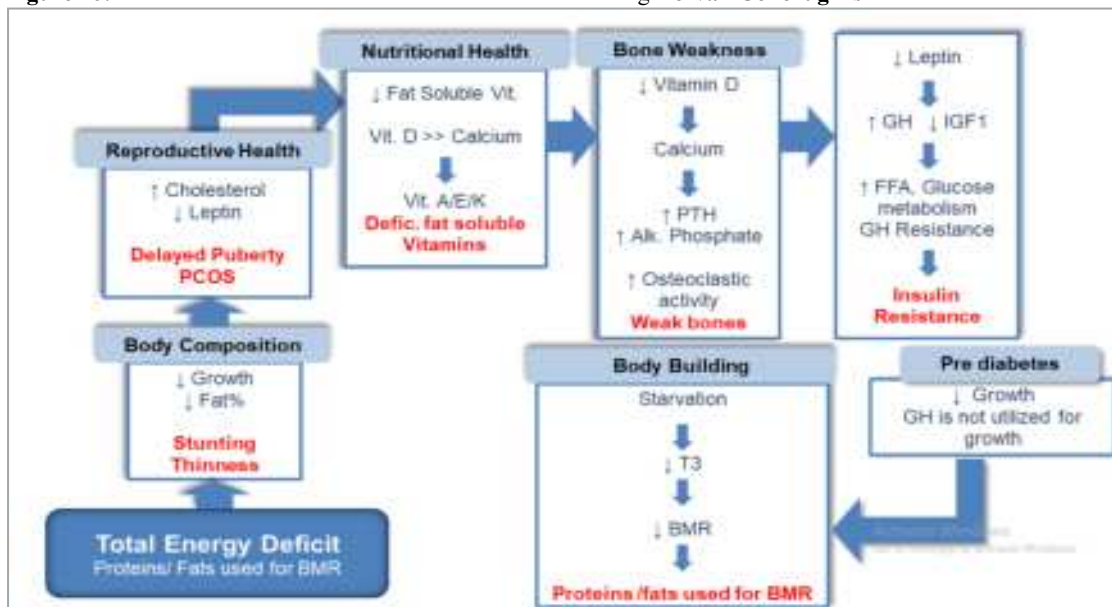 Nutritional Health
↓ Fat Soluble Vit.
Vit. D >> Calcium
Vit. A/E/K
Defic. fat soluble
Vitamins
Bone Weakness
↓ Vitamin D
Calcium
↑ PTH
↑ Alk. Phosphate
↑ Osteoclastic
activity
Weak bones
↓ Leptin
↑ GH ↓ IGF1
↑ FFA, Glucose
metabolism
GH Resistance
Insulin
Resistance
Reproductive Health
↑ Cholesterol
↓ Leptin
Delayed Puberty
PCOS
Body Composition
↓ Growth
↓ Fat%
Stunting
Thinness
Total Energy Deficit
Proteins/ Fats used for BMR
Body Building
Starvation
↓ T3
↓ BMR
Proteins /fats used for BMR
Pre diabetes
↓ Growth
GH is not utilized for
growth